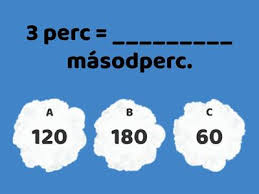 3 perc = _________
másodperc.
A B C
120 180 60